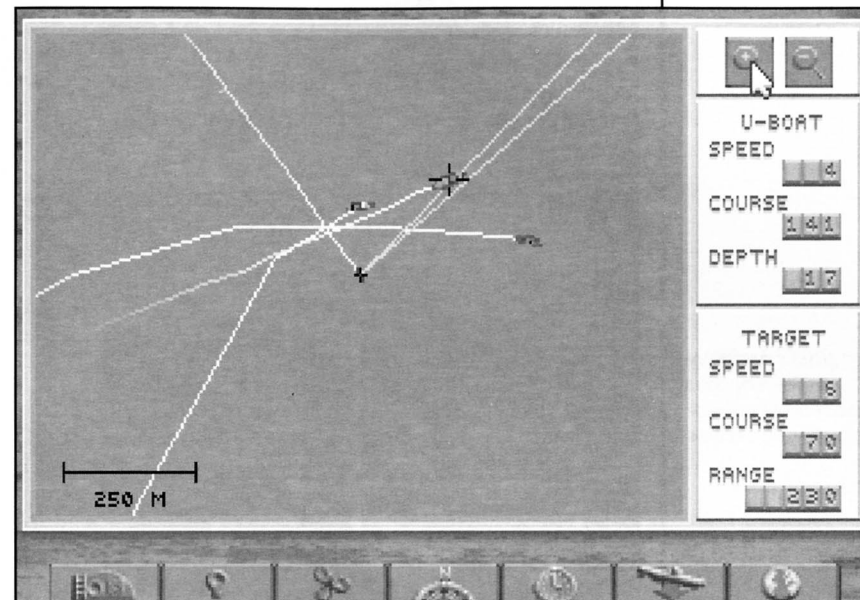 U-BOAT
SPEED
4
COURSE
141
DEPTH
17
TARGET
SPEED
6
COURSE
70
RANGE
230
250 M
N